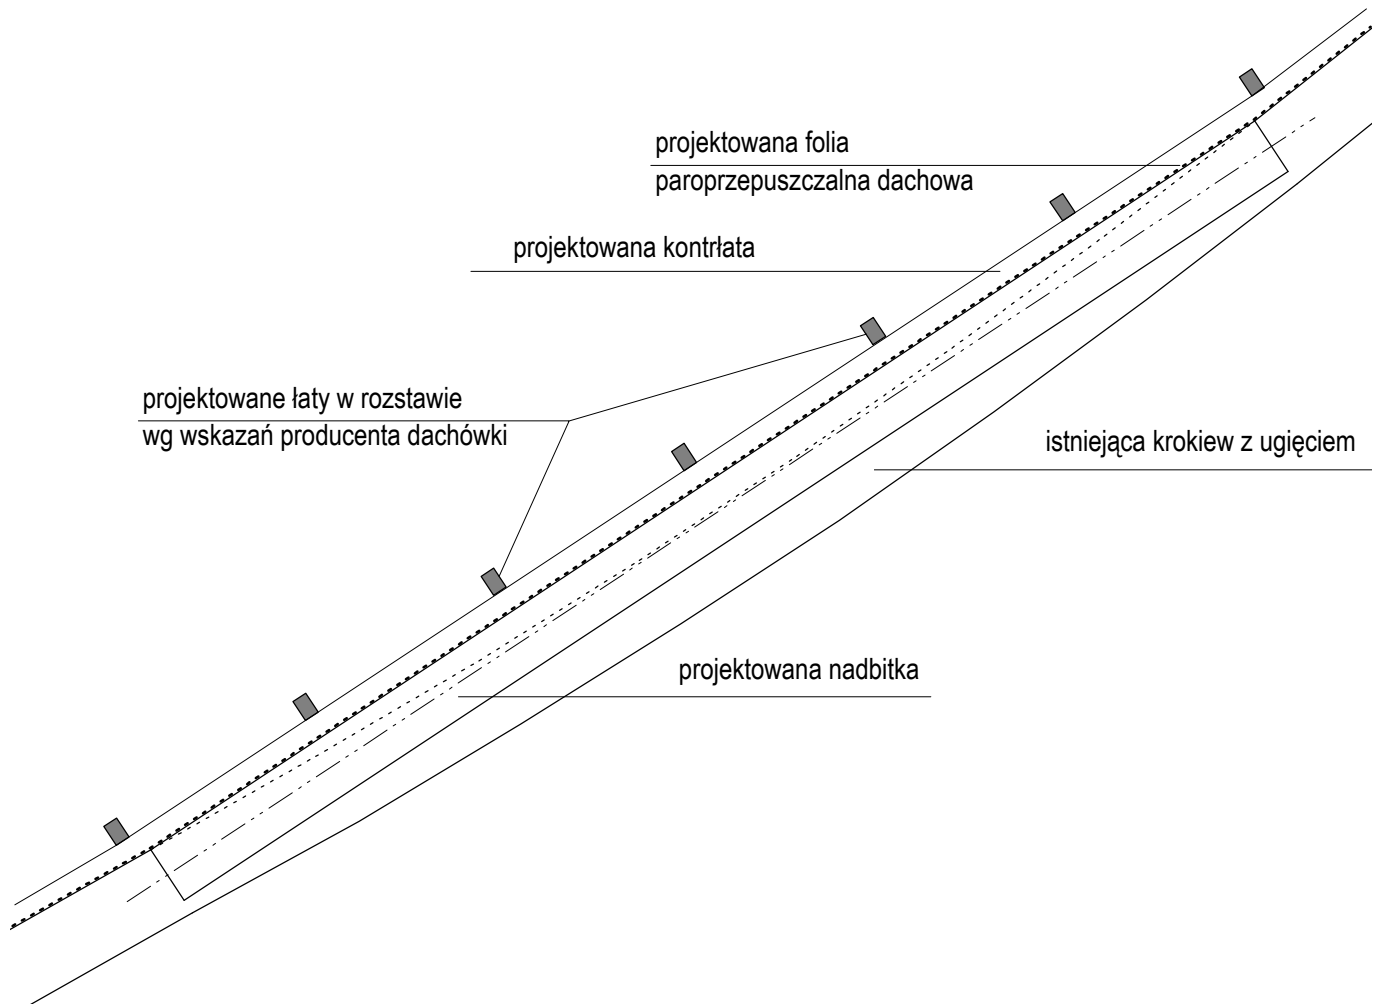 projektowana folia
paroprzepuszczalna dachowa
projektowana kontrłata
projektowane łaty w rozstawie
wg wskazań producenta dachówki
istniejąca krokiew z ugięciem
projektowana nadbitka